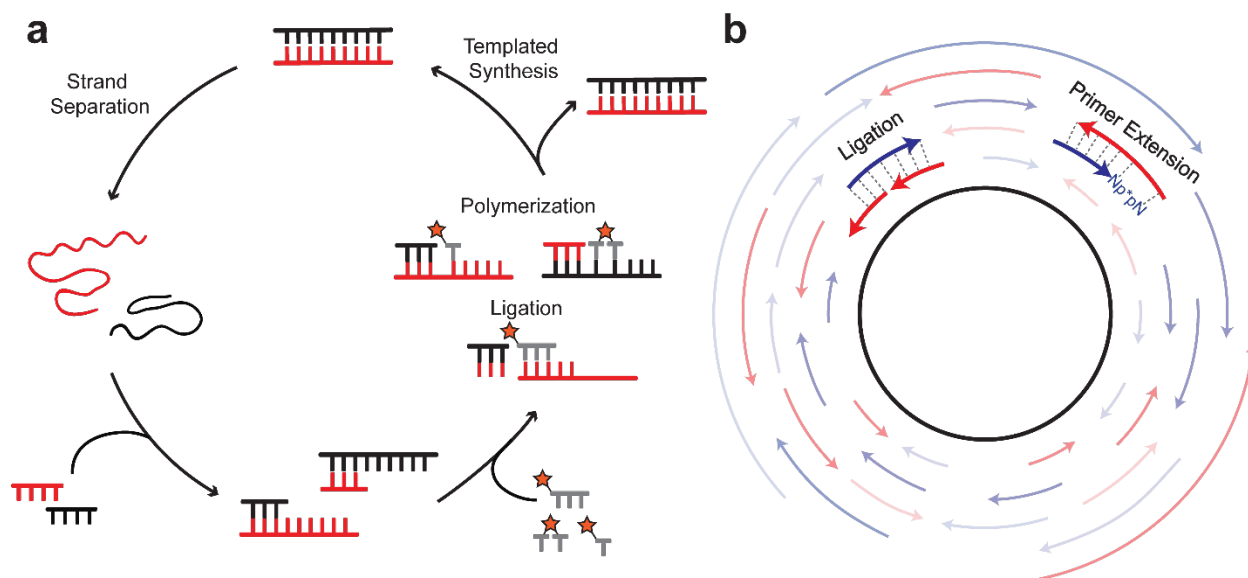 a
Strand
Separation
Templated
Synthesis
Polymerization
Ligation
b
Ligation
Primer Extension
Np*pN